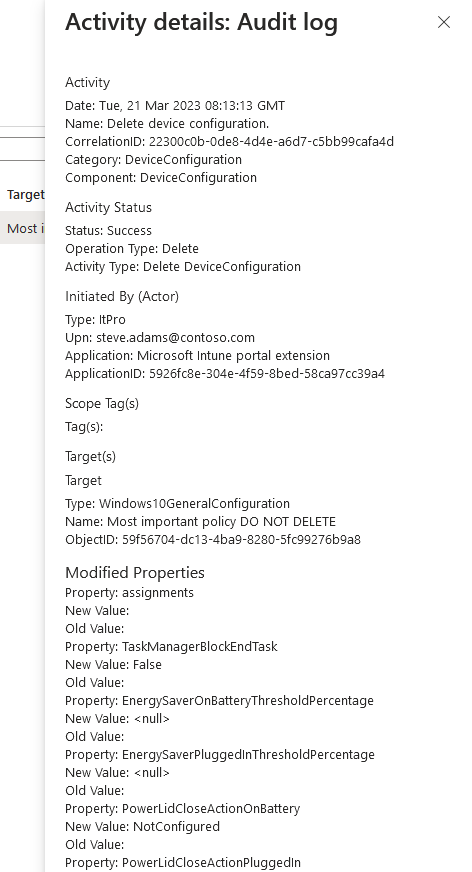 Activity details: Audit log
Activity
Date: Tue, 21 Mar 2023 08:13:13 GMT
Name: Delete device configuration.
CorrelationID: 22300c0b-0de8-4d4e-a6d7-c5bb99cafa4d
Category: DeviceConfiguration
Component: DeviceConfiguration
Activity Status
Status: Success
Operation Type: Delete
Activity Type: Delete DeviceConfiguration
Initiated By (Actor)
Type: ItPro
Upn: steve.adams@contoso.com
Application: Microsoft Intune portal extension
ApplicationID: 5926fc8e-304e-4f59-8bed-58ca97cc39a4
Scope Tag(s)
Tag(s):
Target(s)
Target
Type: Windows10GeneralConfiguration
Name: Most important policy DO NOT DELETE
ObjectID: 59f56704-dc13-4ba9-8280-5fc99276b9a8
Modified Properties
Property: assignments
New Value:
Old Value:
Property: TaskManagerBlockEndTask
New Value: False
Old Value:
Property: EnergySaverOnBatteryThresholdPercentage
New Value: <null>
Old Value:
Property: EnergySaverPluggedInThresholdPercentage
New Value: <null>
Old Value:
Property: PowerLidCloseActionOnBattery
New Value: NotConfigured
Old Value:
Property: PowerLidCloseActionPluggedIn
Target
Most i